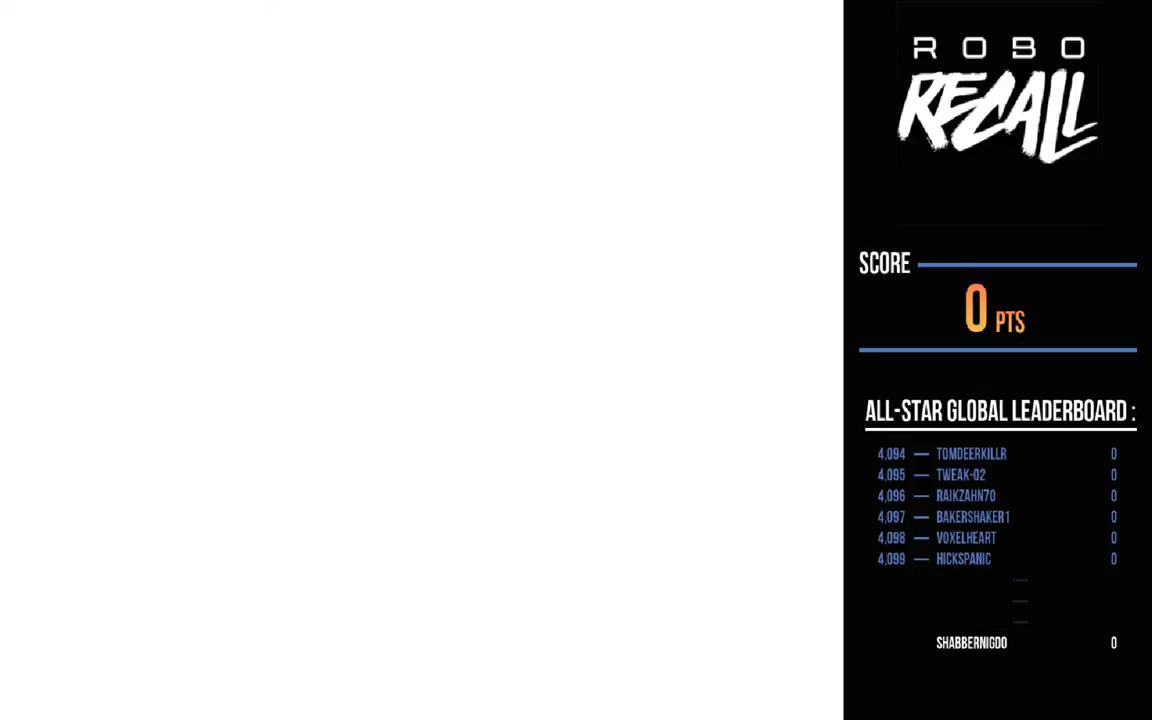 ROBO
RECALL
SCORE
0 PTS
ALL-STAR GLOBAL LEADERBOARD :
4,094 — TOMDEERKILLR 0
4,095 — TWEAK-02 0
4,096 — RAIKZAHN70 0
4,097 — BAKERSHAKER1 0
4,098 — VOXELHEART 0
4,099 — HICKSPANIC 0
—
—
—
SHABBERNIGDO 0